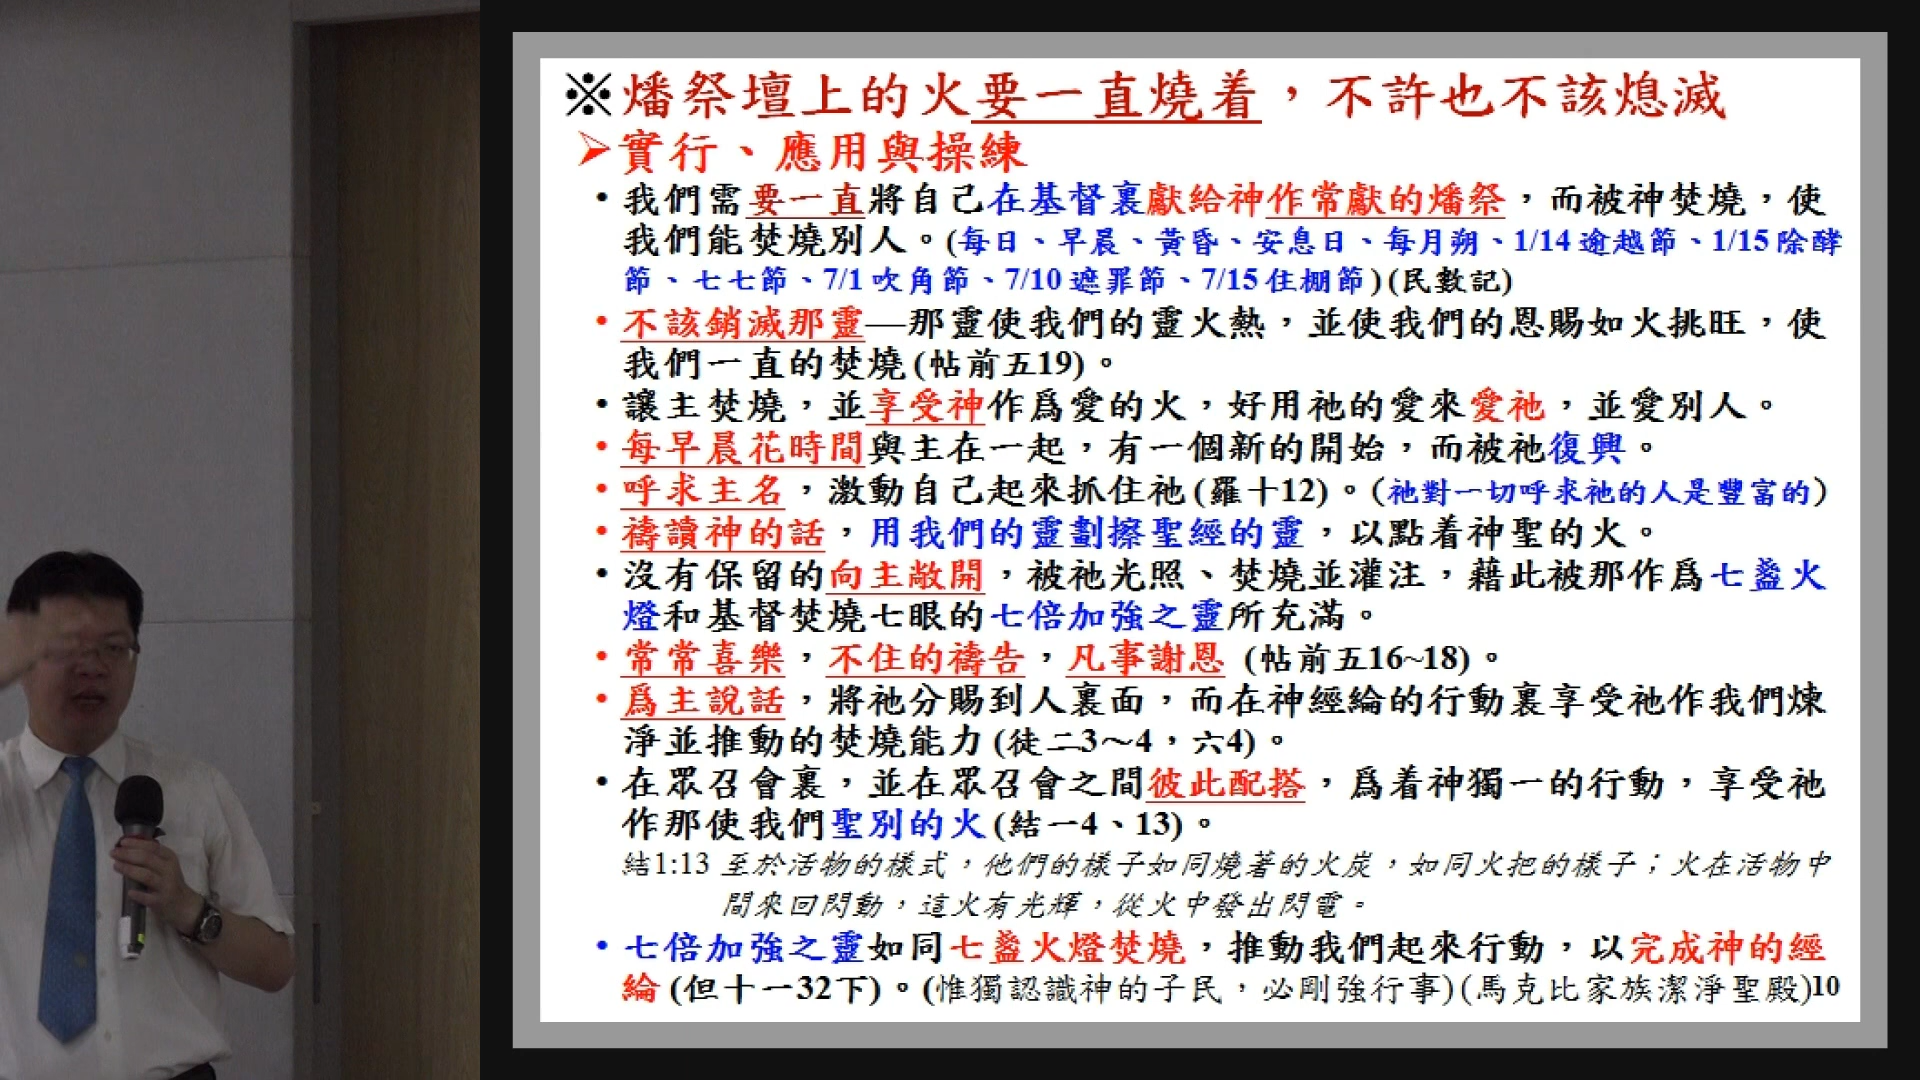 ※燔祭壇上的火要一直燒着，不許也不該熄滅
➢實行、應用與操練
•我們需要一直將自己在基督裏獻給神作常獻的燔祭，而被神焚燒，使
我們能焚燒別人。(每日、早晨、黃昏、安息日、每月朔、1/14逾越節、1/15除酵
節、七七節、7/1吹角節、7/10遮罪節、7/15住棚節)(民數記)
•不該銷滅那靈—那靈使我們的靈火熱，並使我們的恩賜如火挑旺，使
我們一直的焚燒(帖前五19)。
•讓主焚燒，並享受神作爲愛的火，好用祂的愛來愛祂，並愛別人。
•每早晨花時間與主在一起，有一個新的開始，而被祂復興。
•呼求主名，激動自己起來抓住祂(羅十12)。(祂對一切呼求祂的人是豐富的)
•禱讀神的話，用我們的靈劃擦聖經的靈，以點着神聖的火。
•沒有保留的向主敞開，被祂光照、焚燒並灌注，藉此被那作爲七盞火
燈和基督焚燒七眼的七倍加強之靈所充滿。
•常常喜樂，不住的禱告，凡事謝恩 (帖前五16~18)。
•爲主說話，將祂分賜到人裏面，而在神經綸的行動裏享受祂作我們煉
淨並推動的焚燒能力(徒二3～4，六4)。
•在眾召會裏，並在眾召會之間彼此配搭，爲着神獨一的行動，享受祂
作那使我們聖別的火(結一4、13)。
結1:13 至於活物的樣式，他們的樣子如同燒著的火炭，如同火把的樣子；火在活物中
間來回閃動，這火有光輝，從火中發出閃電。
•七倍加強之靈如同七盞火燈焚燒，推動我們起來行動，以完成神的經
綸(但十一32下)。(惟獨認識神的子民，必剛強行事)(馬克比家族潔淨聖殿)10